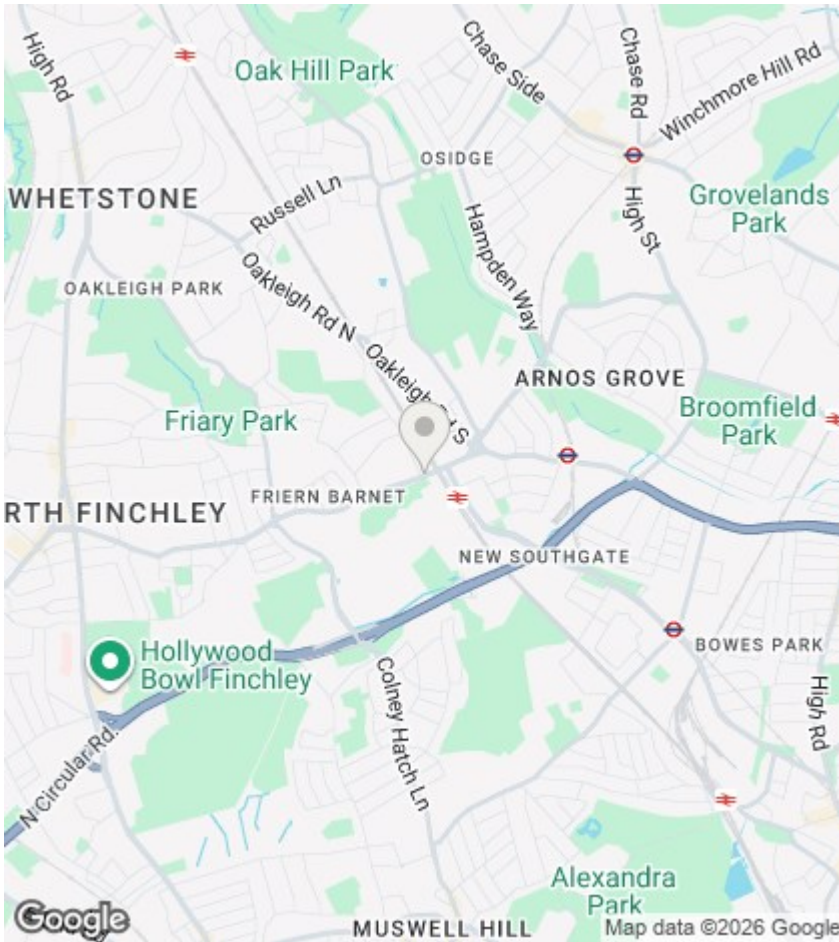 High Rd
Oak Hill Park
Chase Side
Chase Rd
Winchmore Hill Rd
OSIDGE
WHETSTONE
Russell Ln
High St
Grovelands
Park
Hampden Way
OAKLEIGH PARK
Oakleigh Rd N
Oakleigh Rd S
ARNOS GROVE
Friary Park
Broomfield
Park
FRIERN BARNET
RTH FINCHLEY
NEW SOUTHGATE
Hollywood
Bowl Finchley
BOWES PARK
High Rd
Colney Hatch Ln
N Circular Rd.
Alexandra
Park
Google
MUSWELL HILL
Map data ©2026 Google